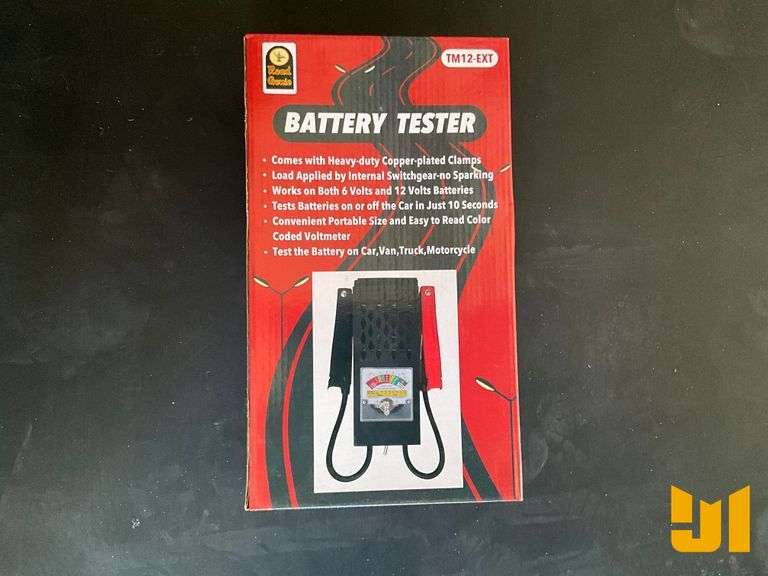 Road
Genie
TM12-EXT
BATTERY TESTER
• Comes with Heavy-duty Copper-plated Clamps
• Load Applied by Internal Switchgear-no Sparking
• Works on Both 6 Volts and 12 Volts Batteries
• Tests Batteries on or off the Car in Just 10 Seconds
• Convenient Portable Size and Easy to Read Color
Coded Voltmeter
• Test the Battery on Car,Van,Truck,Motorcycle